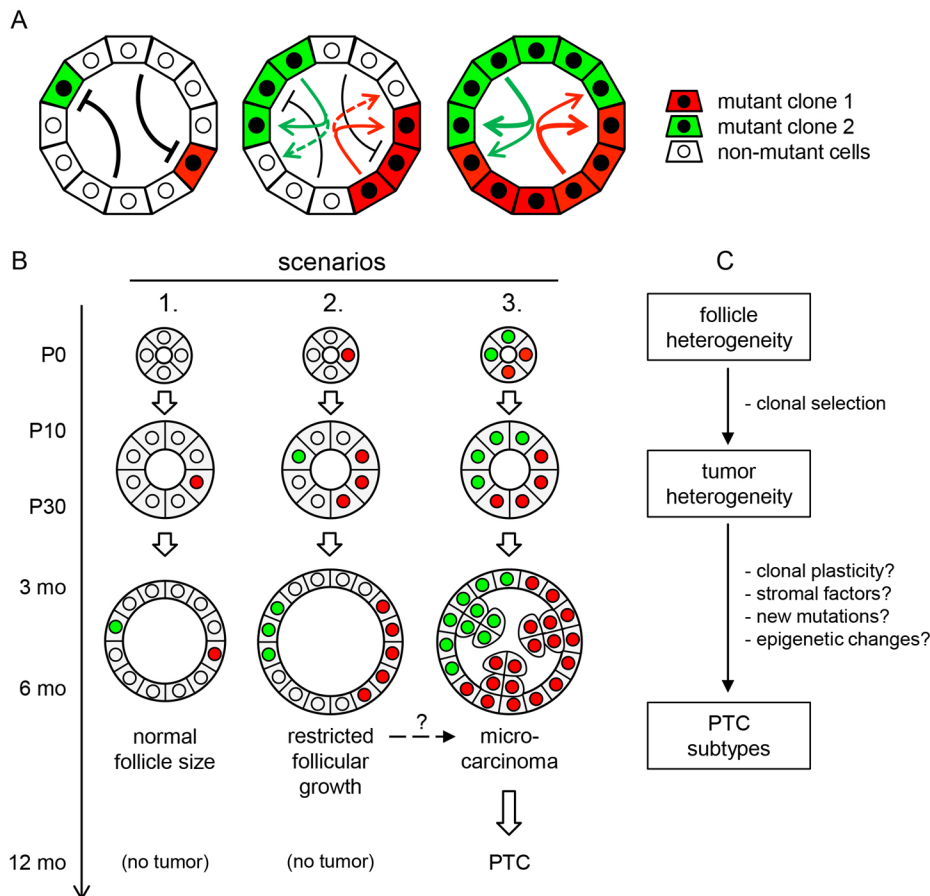 A
mutant clone 1
mutant clone 2
non-mutant cells
B
scenarios
C
1.
2.
3.
P0
P10
P30
3 mo
6 mo
12 mo
normal
follicle size
restricted
follicular
growth
?
micro-
carcinoma
(no tumor)
(no tumor)
PTC
follicle
heterogeneity
- clonal selection
tumor
heterogeneity
- clonal plasticity?
- stromal factors?
- new mutations?
- epigenetic changes?
PTC
subtypes